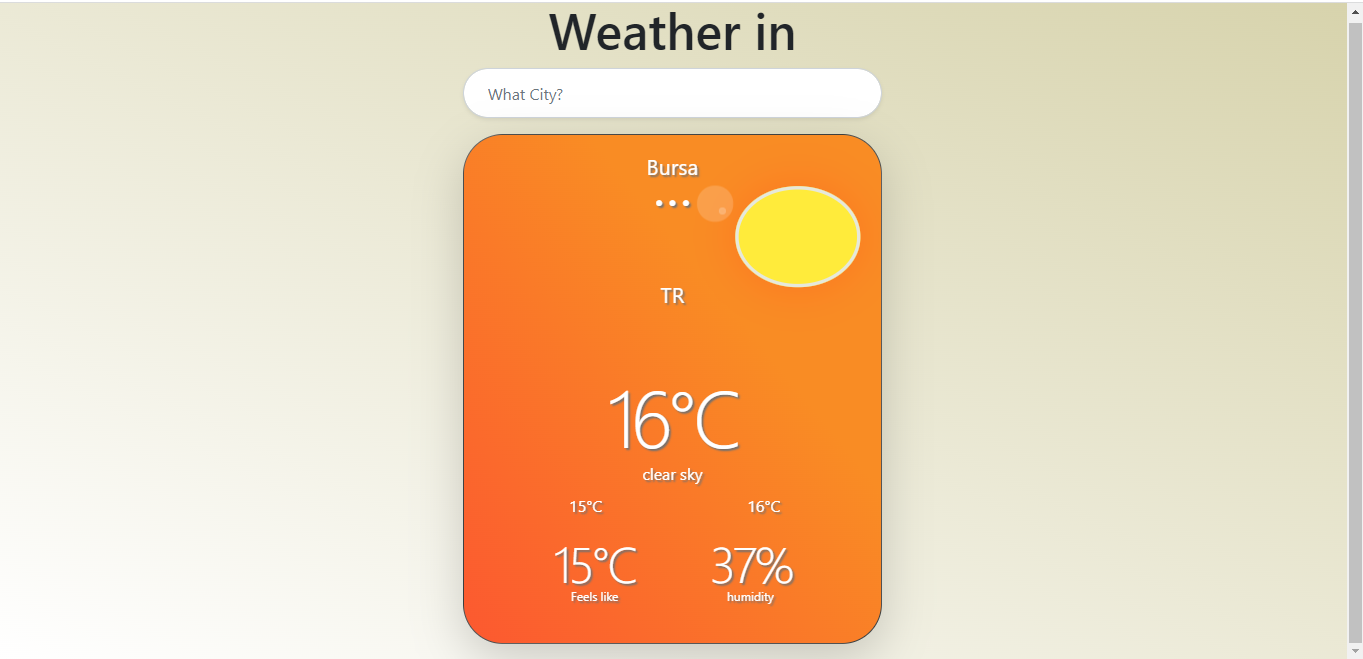 Weather in
What City?
Bursa
...
TR
16°C
clear sky
15°C 16°C
15°C 37%
Feels like humidity